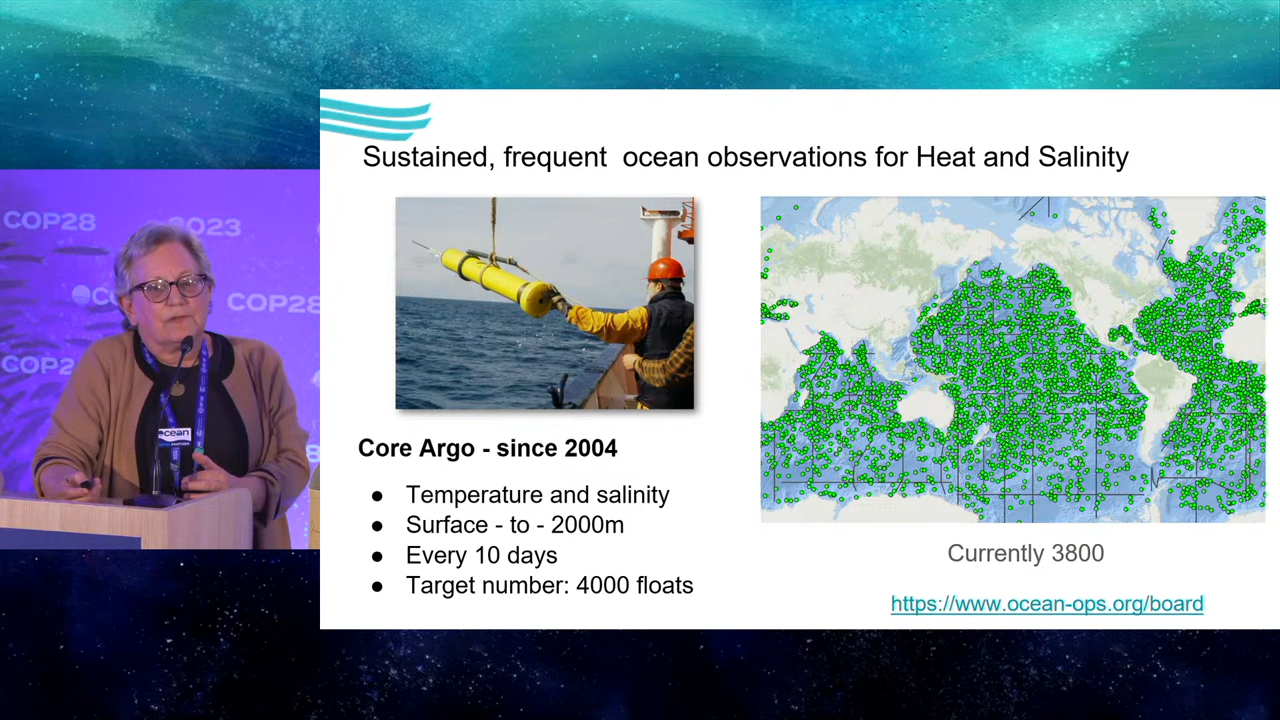 COP28
2023
COP28
COP2
Ocean
Sustained, frequent ocean observations for Heat and Salinity
Core Argo - since 2004
● Temperature and salinity
● Surface - to - 2000m
● Every 10 days
● Target number: 4000 floats
Currently 3800
https://www.ocean-ops.org/board